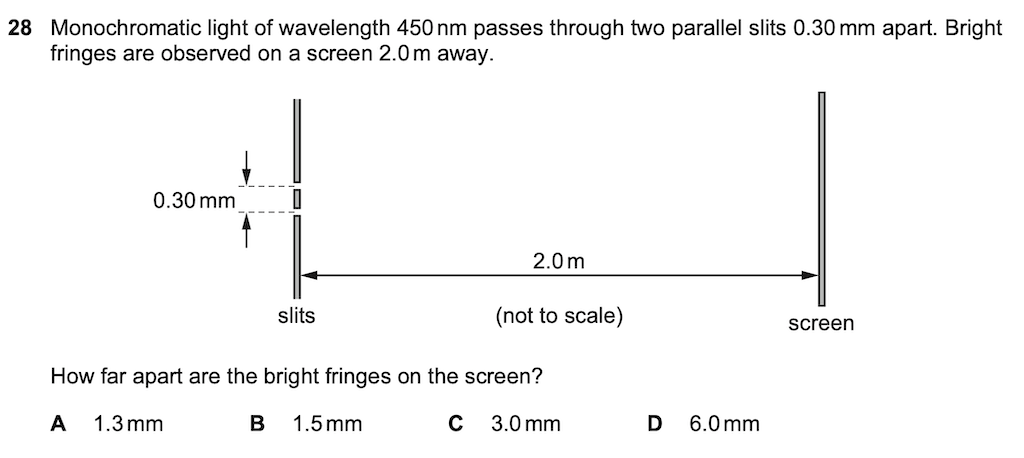 28 Monochromatic light of wavelength 450 nm passes through two parallel slits 0.30 mm apart. Bright
fringes are observed on a screen 2.0 m away.
0.30 mm
2.0 m
slits
(not to scale)
screen
How far apart are the bright fringes on the screen?
A 1.3 mm B 1.5 mm C 3.0 mm D 6.0 mm